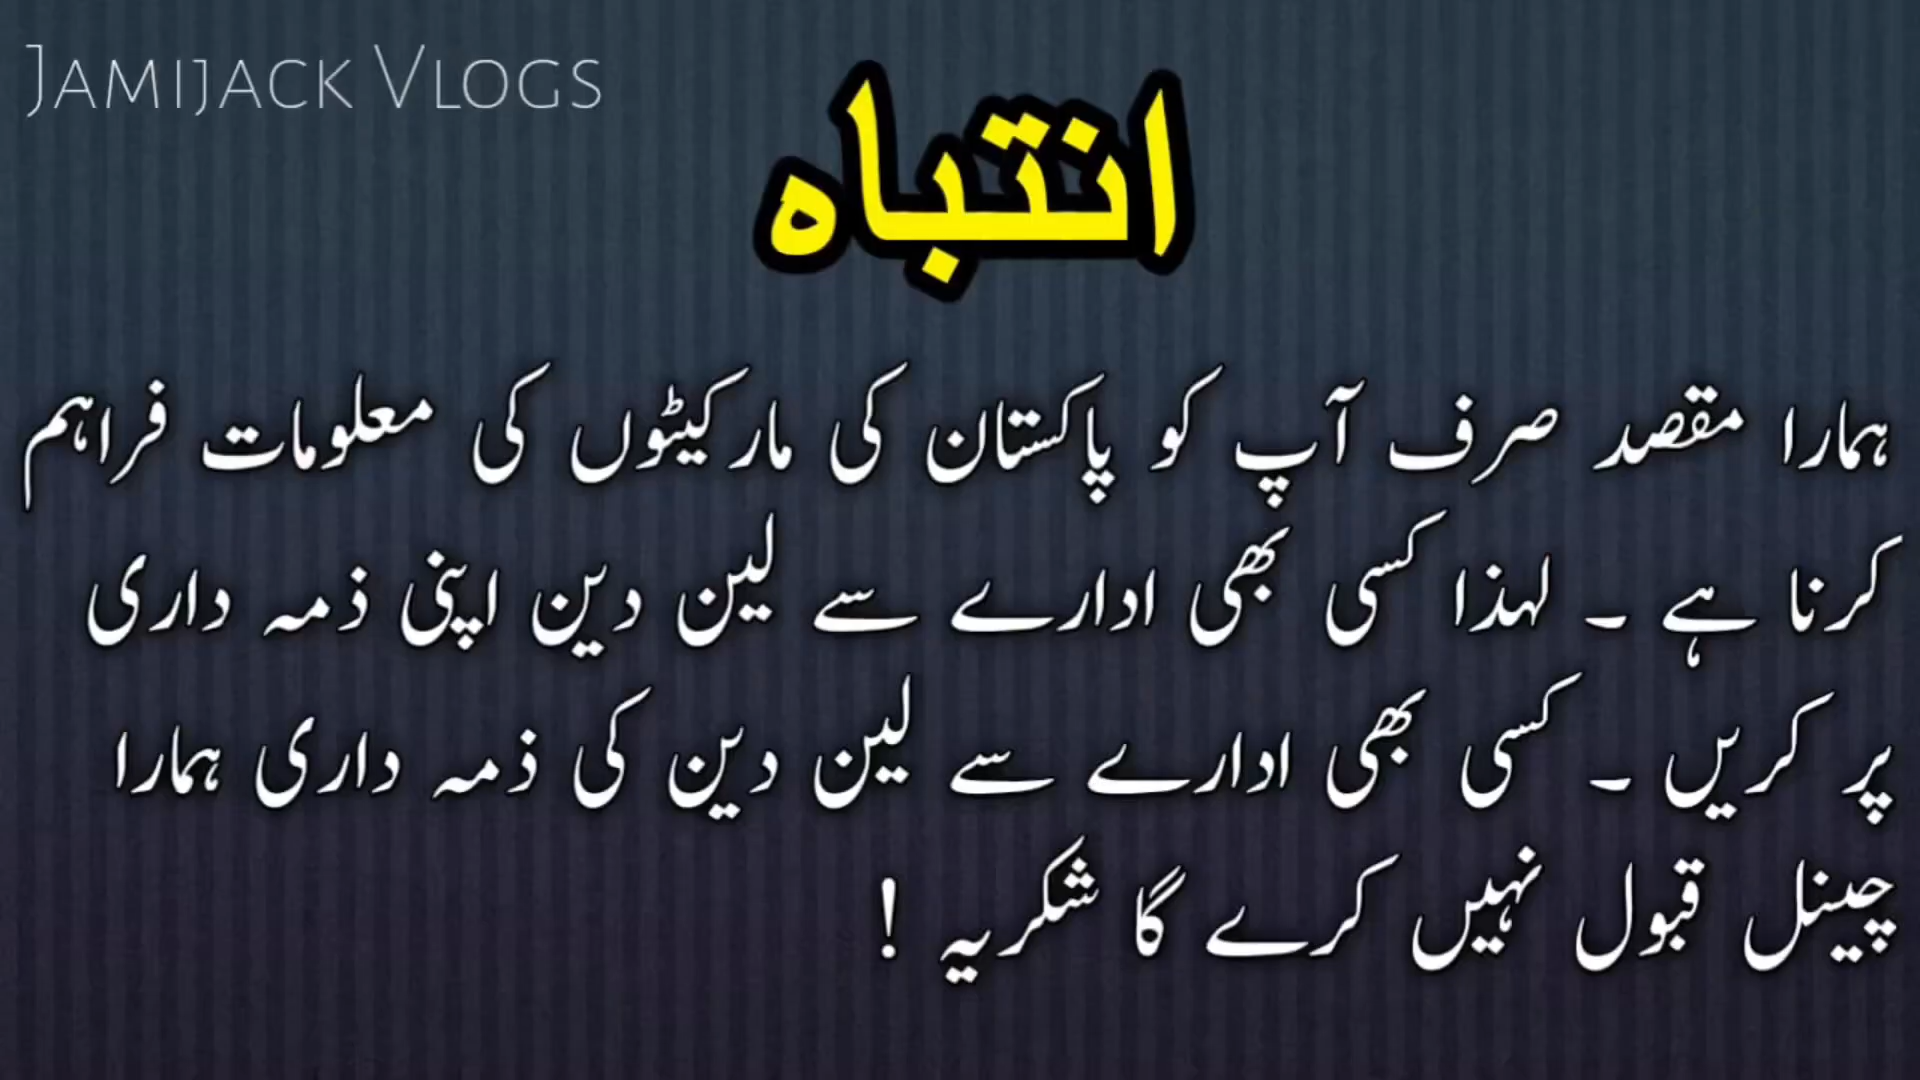 JAMIJACK VLOGS
انتباہ
ہمارا مقصد صرف آپ کو پاکستان کی مارکیٹوں کی معلومات فراہم
کرنا ہے ۔ لہذا کسی بھی ادارے سے لین دین اپنی ذمہ داری
پر کریں ۔ کسی بھی ادارے سے لین دین کی ذمہ داری ہمارا
چینل قبول نہیں کرے گا شکریہ !